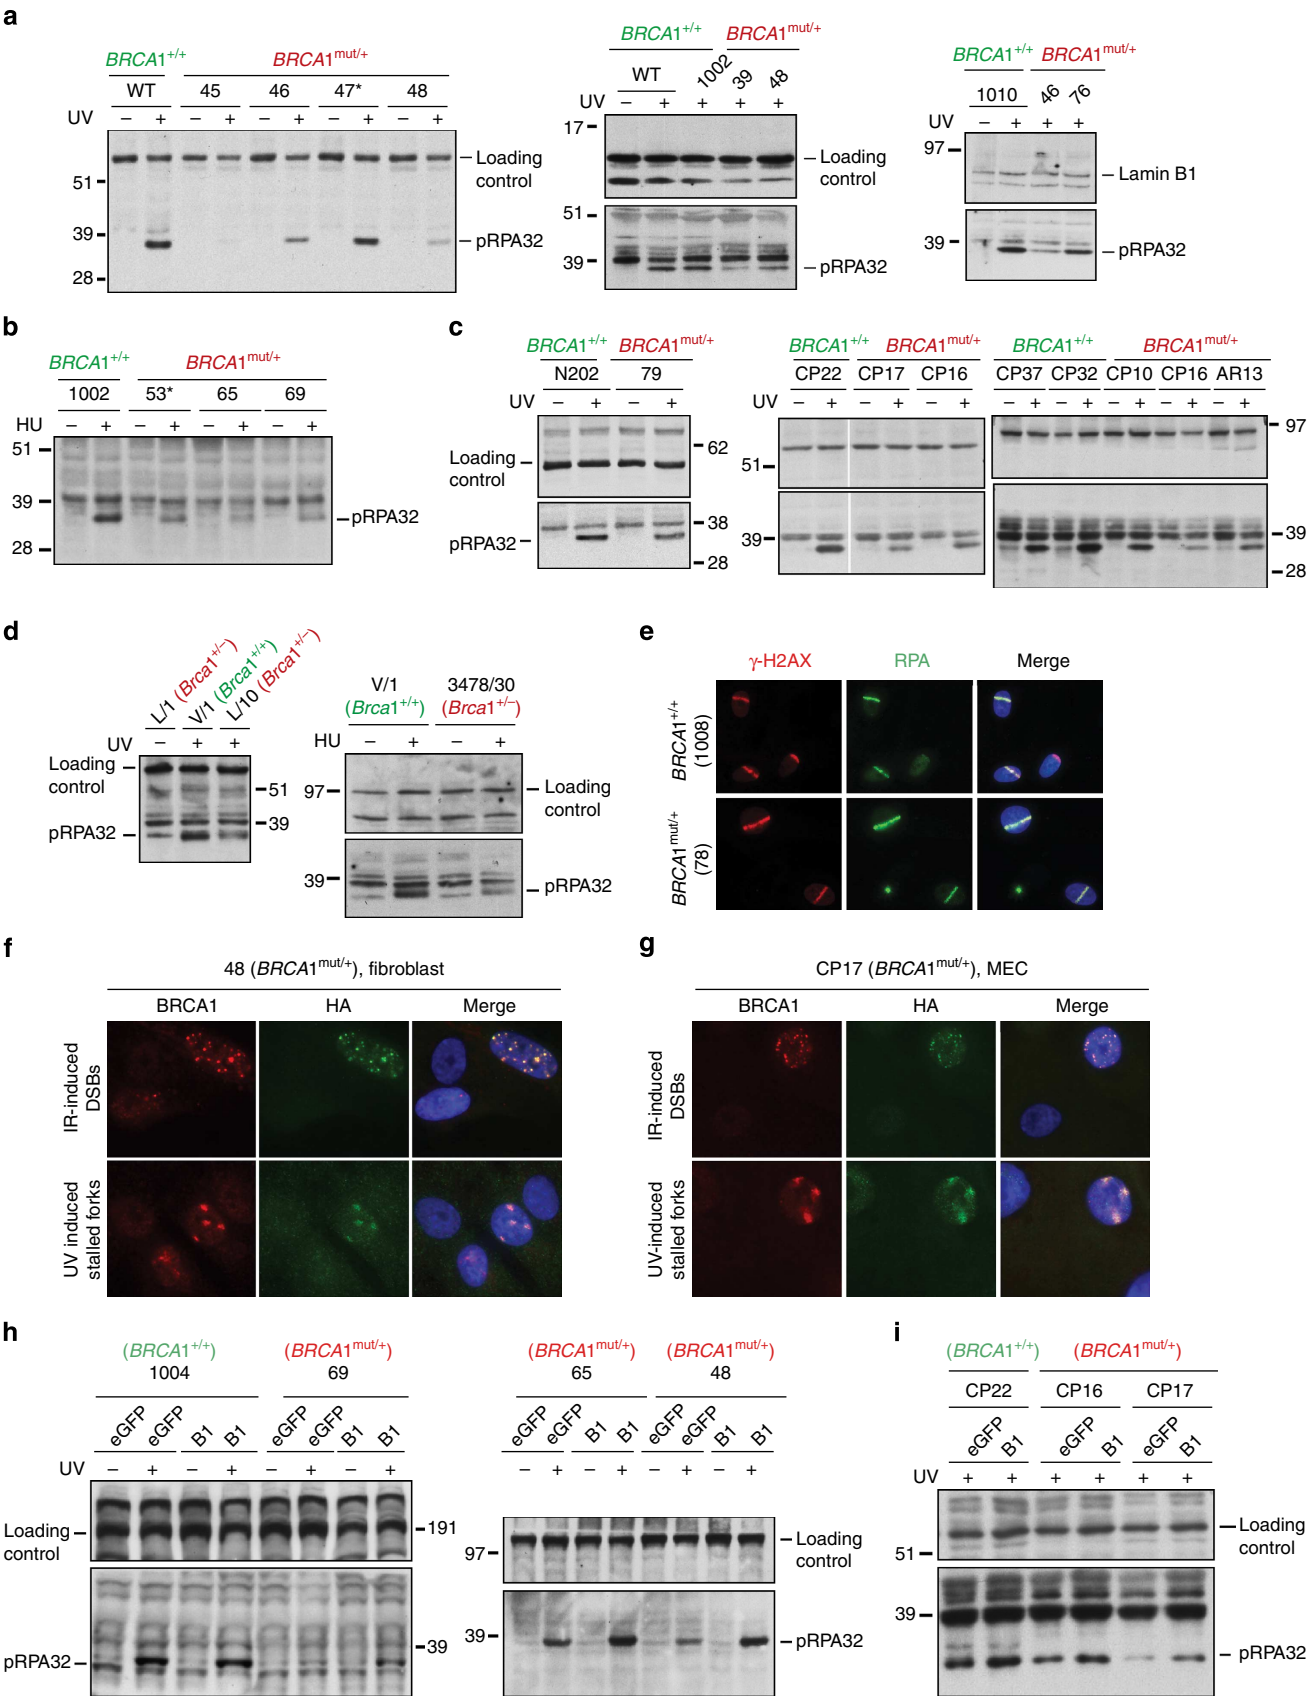 a
BRCA1+/+ BRCA1mut/+
WT 45 46 47* 48
UV – + – + – + – + – +
Loading control
51
39
pRPA32
28
BRCA1+/+ BRCA1mut/+
WT 1002 39 48
UV – + + + +
17
Loading control
51
39
pRPA32
BRCA1+/+ BRCA1mut/+
1010 46 76
UV – + + +
97
Lamin B1
39
pRPA32
b
BRCA1+/+ BRCA1mut/+
1002 53* 65 69
HU – + – + – + – +
51
39
pRPA32
28
c
BRCA1+/+ BRCA1mut/+
N202 79
UV – + – +
62
Loading control
38
pRPA32
28
BRCA1+/+ BRCA1mut/+
CP22 CP17 CP16
UV – + – + – +
51
39
BRCA1+/+ BRCA1mut/+
CP37 CP32 CP10 CP16 AR13
– + – + – + – + – +
97
39
28
d
L/1 (Brca1+/–)
V/1 (Brca1+/+)
L/10 (Brca1+/–)
UV – + +
Loading control
51
39
pRPA32
V/1 3478/30
(Brca1+/+) (Brca1+/–)
HU – + – +
97
Loading control
39
pRPA32
e
γ-H2AX RPA Merge
BRCA1+/+ (1008)
BRCA1mut/+ (78)
f
48 (BRCA1mut/+), fibroblast
BRCA1 HA Merge
IR-induced DSBs
UV induced stalled forks
g
CP17 (BRCA1mut/+), MEC
BRCA1 HA Merge
IR-induced DSBs
UV-induced stalled forks
h
(BRCA1+/+) (BRCA1mut/+)
1004 69
eGFP eGFP B1 B1 eGFP eGFP B1 B1
UV – + – + – + – +
Loading control
191
39
pRPA32
(BRCA1mut/+) (BRCA1mut/+)
65 48
eGFP eGFP B1 B1 eGFP eGFP B1 B1
– + – + – + – +
97
Loading control
39
pRPA32
i
(BRCA1+/+) (BRCA1mut/+)
CP22 CP16 CP17
eGFP B1 eGFP B1 eGFP B1
UV + + + + + +
Loading control
51
39
pRPA32